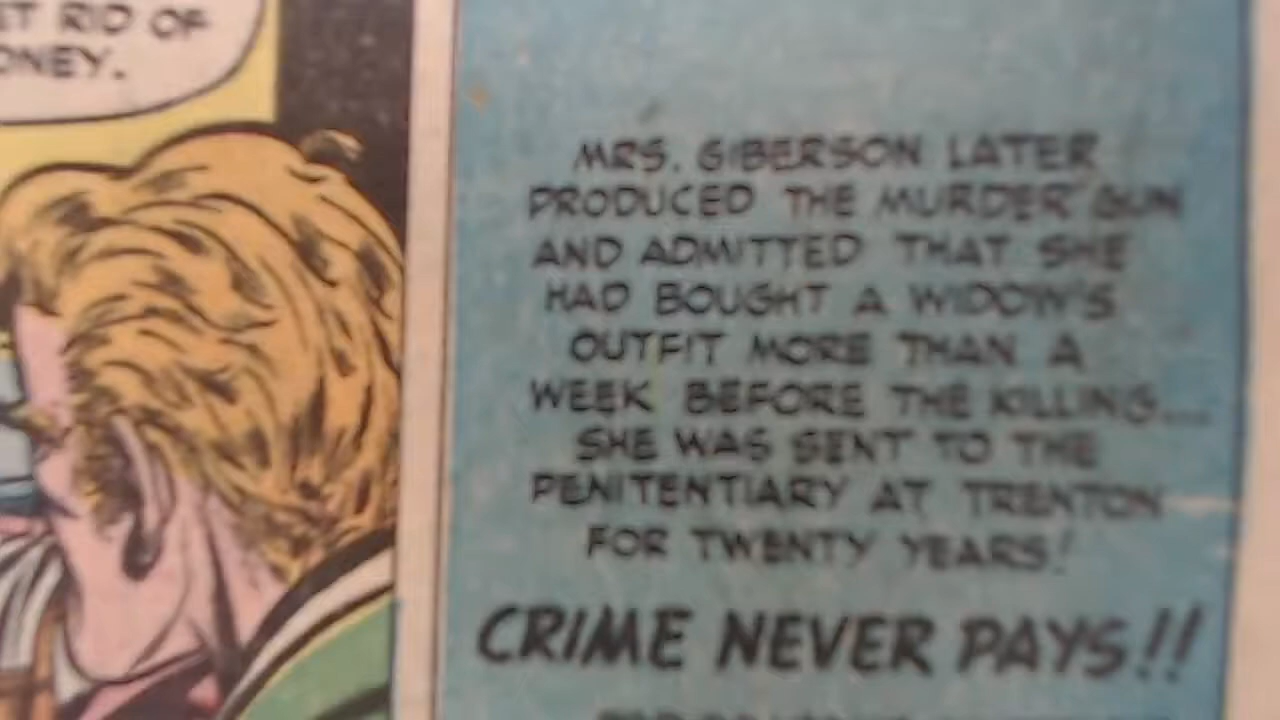 ET RID OF
ONEY.
MRS. GIBERSON LATER
PRODUCED THE MURDER GUN
AND ADMITTED THAT SHE
HAD BOUGHT A WIDOW'S
OUTFIT MORE THAN A
WEEK BEFORE THE KILLING....
SHE WAS SENT TO THE
PENITENTIARY AT TRENTON
FOR TWENTY YEARS!
CRIME NEVER PAYS!!